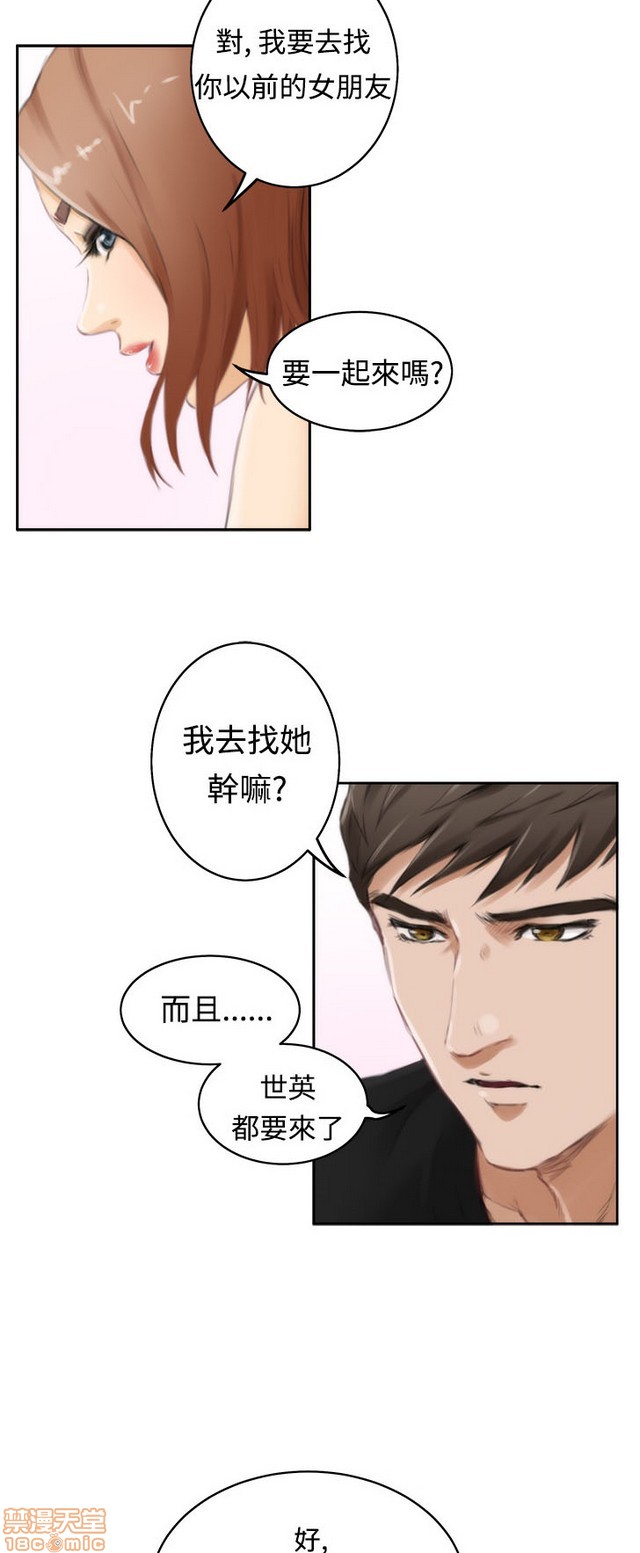 對, 我要去找
你以前的女朋友
要一起來嗎?
我去找她
幹嘛?
而且......
世英
都要來了
好,
禁漫天堂
18comic